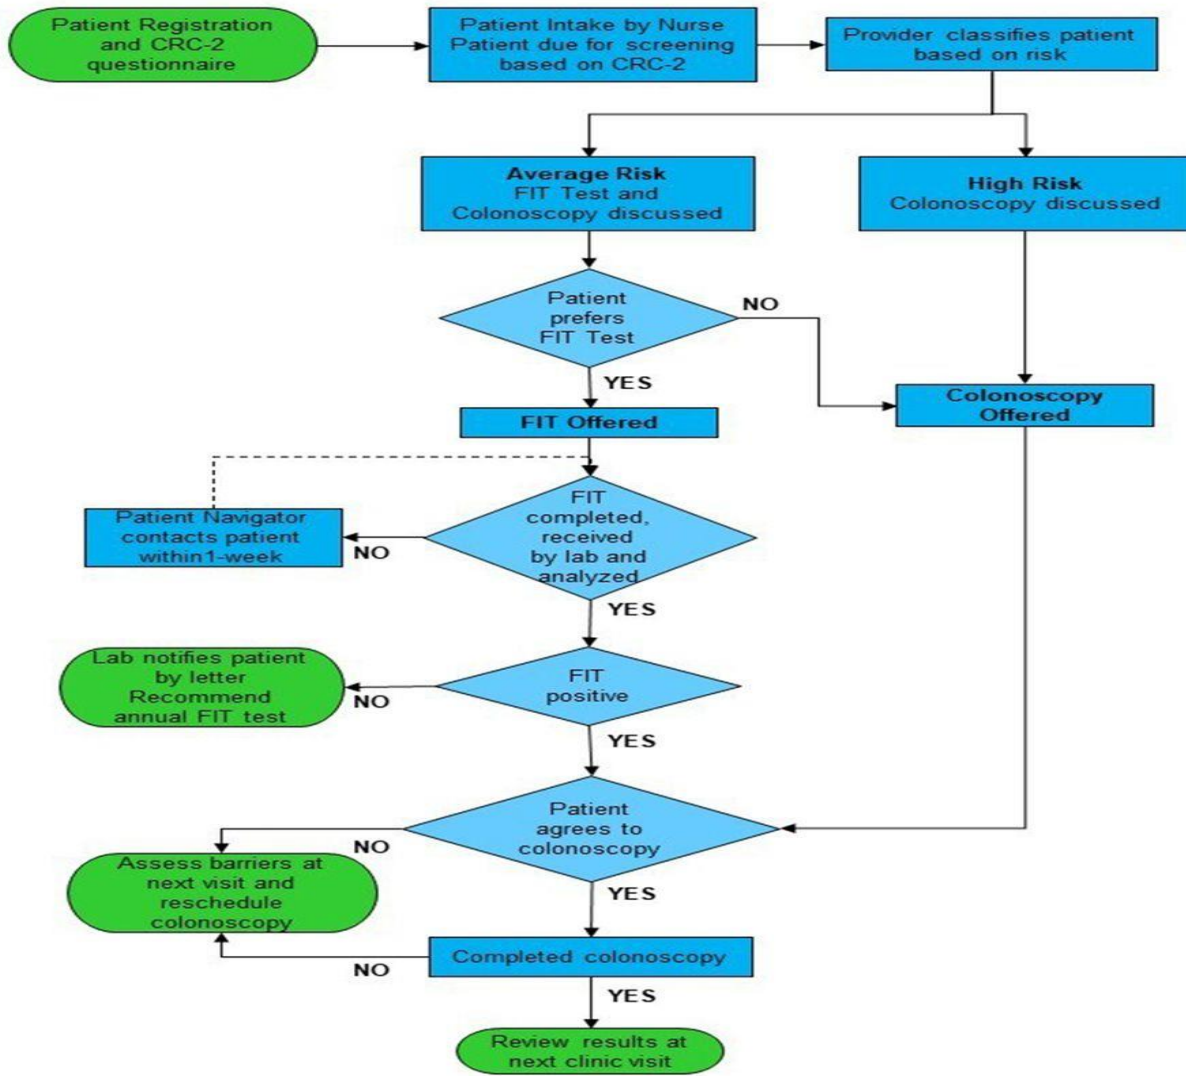 Patient Registration
and CRC-2
questionnaire
Patient Intake by Nurse
Patient due for screening
based on CRC-2
Provider classifies patient
based on risk
Average Risk
FIT Test and
Colonoscopy discussed
High Risk
Colonoscopy discussed
Patient
prefers
FIT Test
NO
YES
Colonoscopy
Offered
FIT Offered
FIT
completed,
received
by lab and
analyzed
Patient Navigator
contacts patient
within1-week
NO
YES
Lab notifies patient
by letter
Recommend
annual FIT test
NO
FIT
positive
YES
Patient
agrees to
colonoscopy
NO
Assess barriers at
next visit and
reschedule
colonoscopy
YES
Completed colonoscopy
NO
YES
Review results at
next clinic visit